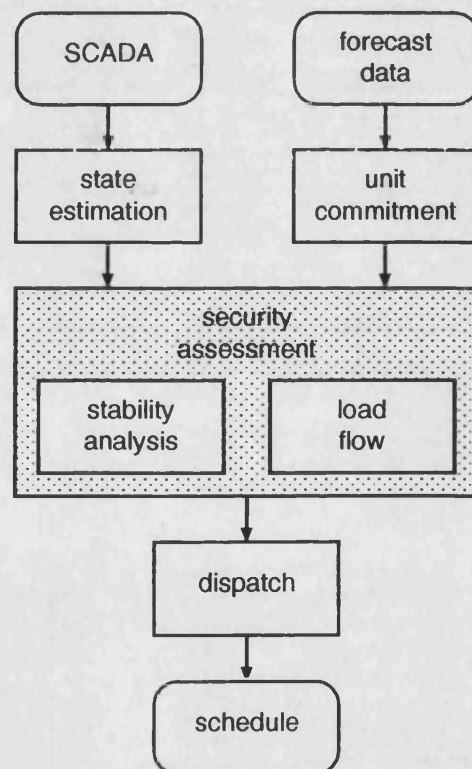 SCADA
forecast
data
state
estimation
unit
commitment
security
assessment
stability
analysis
load
flow
dispatch
schedule